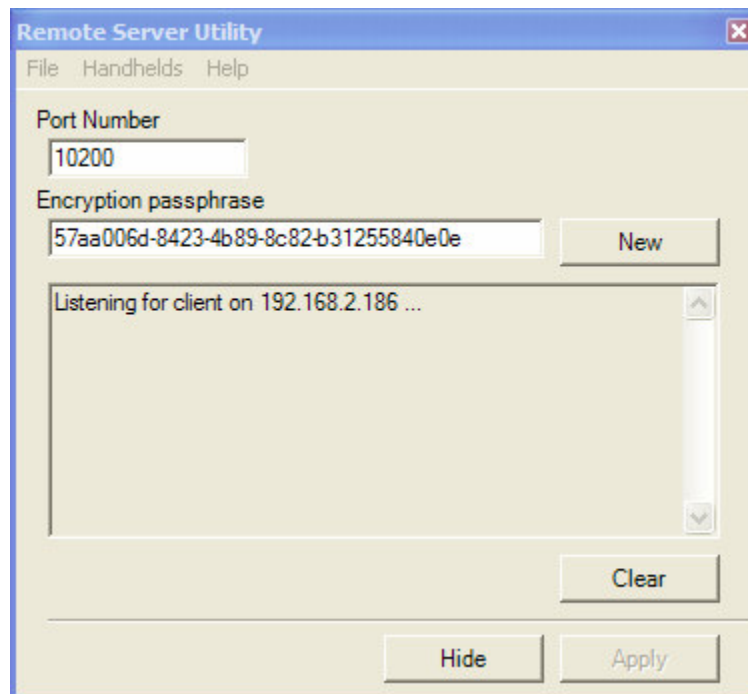 Remote Server Utility
File Handhelds Help
Port Number
10200
Encryption passphrase
57aa006d-8423-4b89-8c82-b31255840e0e
New
Listening for client on 192.168.2.186 ...
Clear
Hide Apply